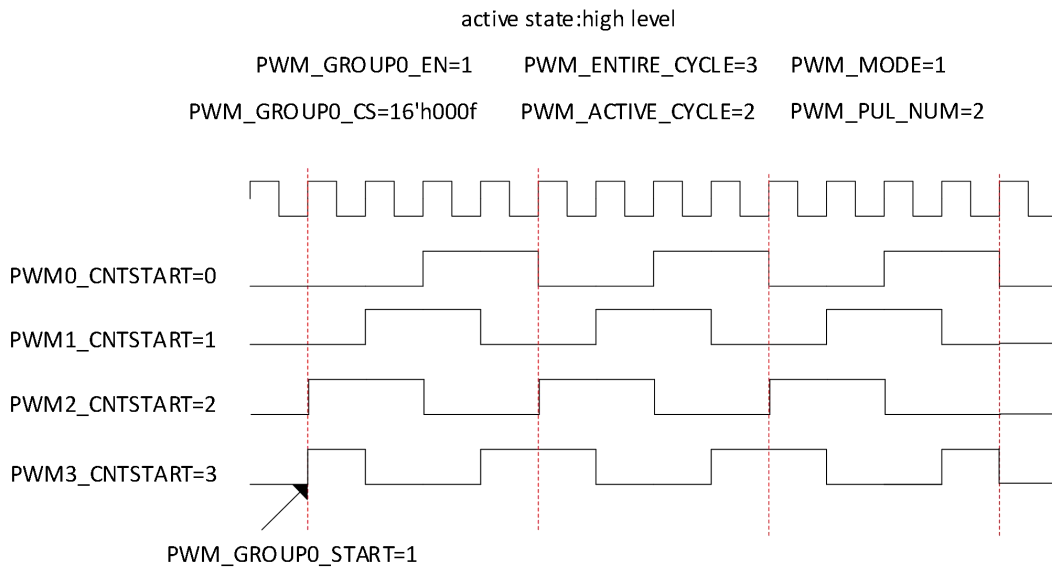 active state:high level
PWM_GROUP0_EN=1 PWM_ENTIRE_CYCLE=3 PWM_MODE=1
PWM_GROUP0_CS=16'h000f PWM_ACTIVE_CYCLE=2 PWM_PUL_NUM=2
PWM0_CNTSTART=0
PWM1_CNTSTART=1
PWM2_CNTSTART=2
PWM3_CNTSTART=3
PWM_GROUP0_START=1